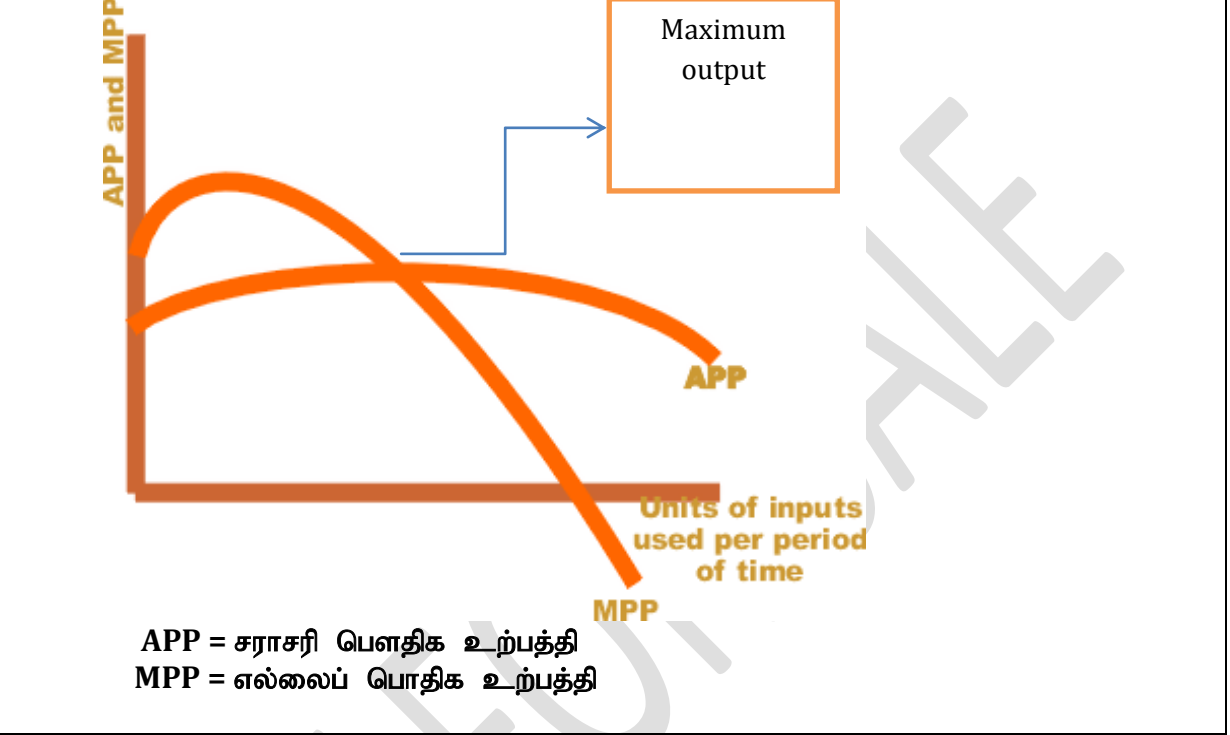 APP and MPP
Maximum
output
APP
Units of inputs
used per period
of time
MPP
APP = சராசரி பௌதிக உற்பத்தி
MPP = எல்லைப் பொதிக உற்பத்தி